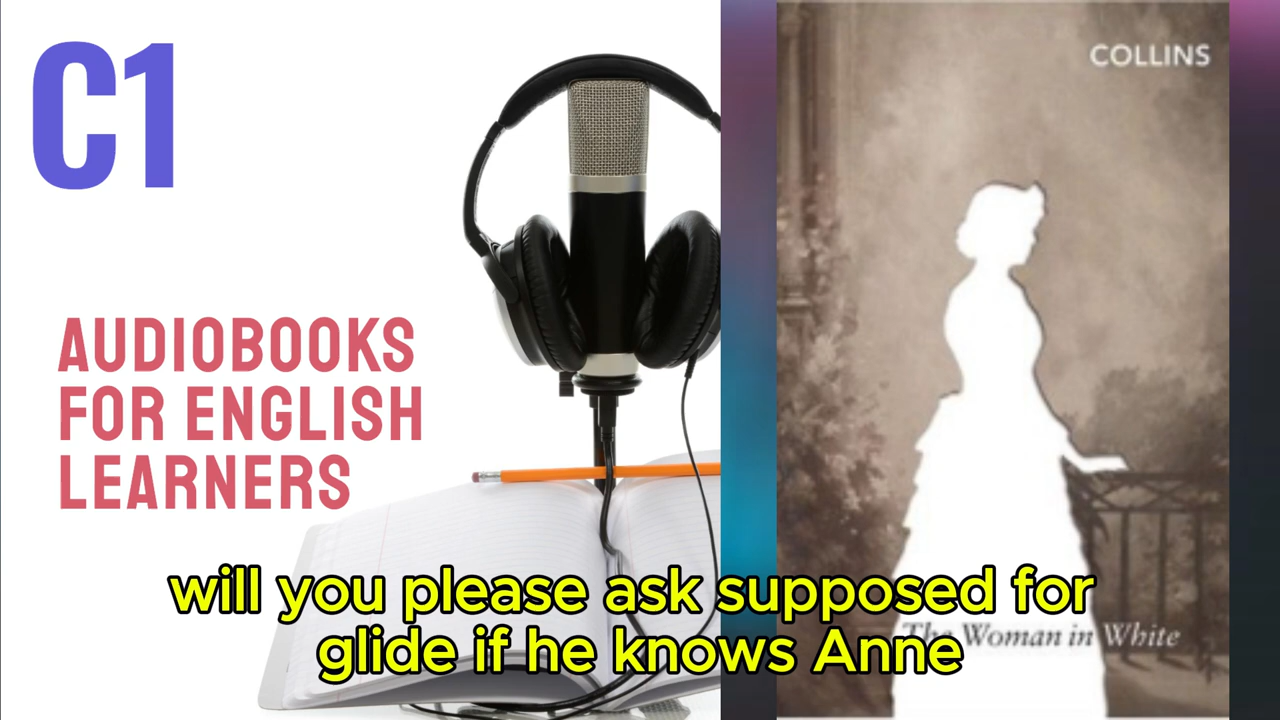 C1
AUDIOBOOKS
FOR ENGLISH
LEARNERS
COLLINS
The Woman in White
will you please ask supposed for
glide if he knows Anne